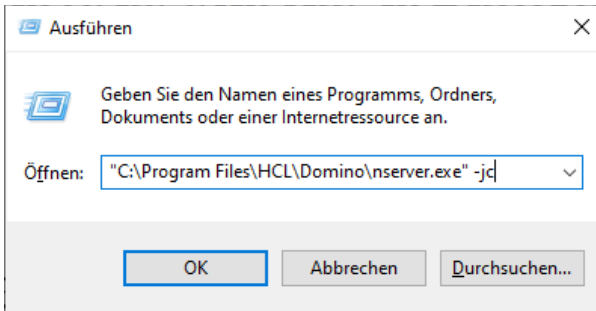 Ausführen
Geben Sie den Namen eines Programms, Ordners,
Dokuments oder einer Internetressource an.
Öffnen: "C:\Program Files\HCL\Domino\nserver.exe" -jc
OK Abbrechen Durchsuchen...